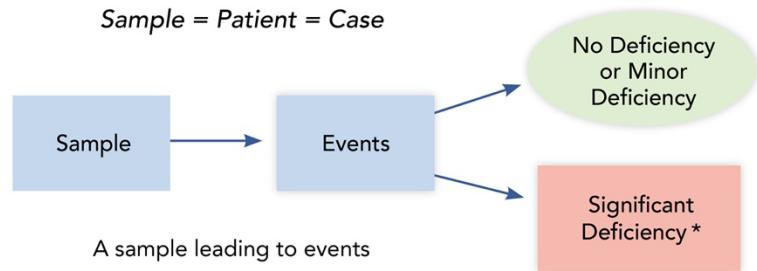 Sample = Patient = Case
No Deficiency
or Minor
Deficiency
Sample
Events
Significant
Deficiency *
A sample leading to events